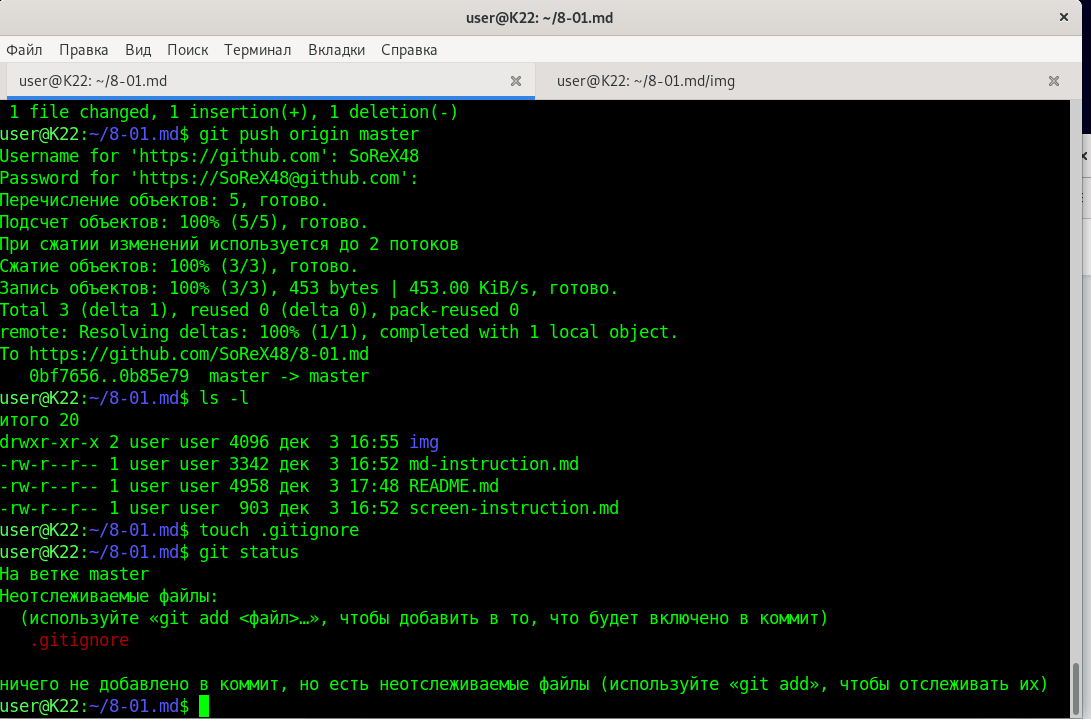 user@K22: ~/8-01.md
Файл Правка Вид Поиск Терминал Вкладки Справка
user@K22: ~/8-01.md user@K22: ~/8-01.md/img
1 file changed, 1 insertion(+), 1 deletion(-)
user@K22:~/8-01.md$ git push origin master
Username for 'https://github.com': SoReX48
Password for 'https://SoReX48@github.com':
Перечисление объектов: 5, готово.
Подсчет объектов: 100% (5/5), готово.
При сжатии изменений используется до 2 потоков
Сжатие объектов: 100% (3/3), готово.
Запись объектов: 100% (3/3), 453 bytes | 453.00 KiB/s, готово.
Total 3 (delta 1), reused 0 (delta 0), pack-reused 0
remote: Resolving deltas: 100% (1/1), completed with 1 local object.
To https://github.com/SoReX48/8-01.md
   0bf7656..0b85e79  master -> master
user@K22:~/8-01.md$ ls -l
итого 20
drwxr-xr-x 2 user user 4096 дек  3 16:55 img
-rw-r--r-- 1 user user 3342 дек  3 16:52 md-instruction.md
-rw-r--r-- 1 user user 4958 дек  3 17:48 README.md
-rw-r--r-- 1 user user  903 дек  3 16:52 screen-instruction.md
user@K22:~/8-01.md$ touch .gitignore
user@K22:~/8-01.md$ git status
На ветке master
Неотслеживаемые файлы:
  (используйте «git add <файл>…», чтобы добавить в то, что будет включено в коммит)
   .gitignore
ничего не добавлено в коммит, но есть неотслеживаемые файлы (используйте «git add», чтобы отслеживать их)
user@K22:~/8-01.md$